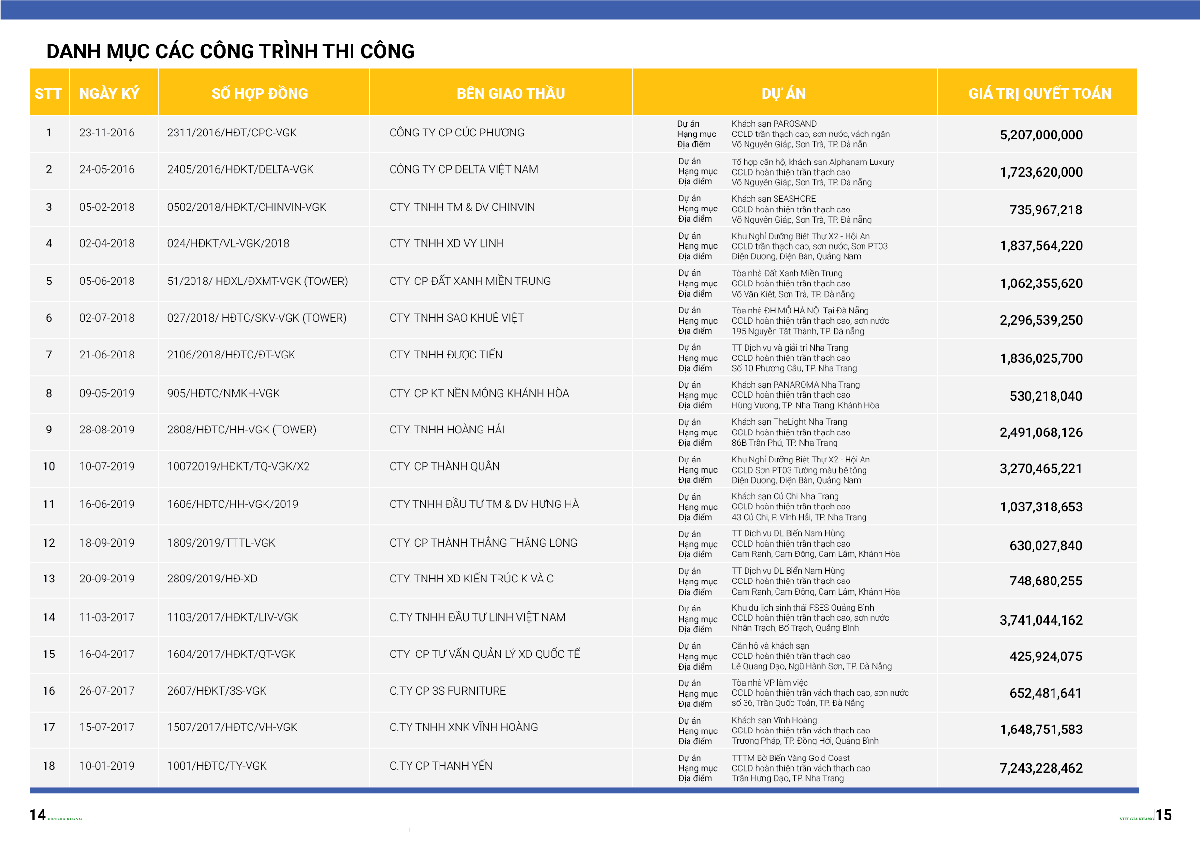 DANH MỤC CÁC CÔNG TRÌNH THI CÔNG
STT NGÀY KÝ SỐ HỢP ĐỒNG BÊN GIAO THẦU DỰ ÁN GIÁ TRỊ QUYẾT TOÁN
1 23-11-2016 2311/2016/HĐT/CPC-VGK CÔNG TY CP CÚC PHƯƠNG 5,207,000,000
Dự án Khách sạn PAROSAND
Hạng mục CCLD trần thạch cao, sơn nước, vách ngăn
Địa điểm Võ Nguyên Giáp, Sơn Trà, TP. Đà nẵn
2 24-05-2016 2405/2016/HĐKT/DELTA-VGK CÔNG TY CP DELTA VIỆT NAM 1,723,620,000
Dự án Tổ hợp căn hộ, khách sạn Alphanam Luxury
Hạng mục CCLD hoàn thiện trần thạch cao
Địa điểm Võ Nguyên Giáp, Sơn Trà, TP. Đà nẵng
3 05-02-2018 0502/2018/HĐKT/CHINVIN-VGK CTY TNHH TM & DV CHINVIN 735,967,218
Dự án Khách sạn SEASHORE
Hạng mục CCLD hoàn thiện trần thạch cao
Địa điểm Võ Nguyên Giáp, Sơn Trà, TP. Đà nẵng
4 02-04-2018 024/HĐKT/VL-VGK/2018 CTY TNHH XD VY LINH 1,837,564,220
Dự án Khu Nghỉ Dưỡng Biệt Thự X2 - Hội An
Hạng mục CCLD trần thạch cao, sơn nước, Sơn PT03
Địa điểm Điện Dương, Điện Bàn, Quảng Nam
5 05-06-2018 51/2018/ HĐXL/ĐXMT-VGK (TOWER) CTY CP ĐẤT XANH MIỀN TRUNG 1,062,355,620
Dự án Tòa nhà Đất Xanh Miền Trung
Hạng mục CCLD hoàn thiện trần thạch cao
Địa điểm Võ Văn Kiệt, Sơn Trà, TP. Đà nẵng
6 02-07-2018 027/2018/ HĐTC/SKV-VGK (TOWER) CTY TNHH SAO KHUÊ VIỆT 2,296,539,250
Dự án Tòa nhà ĐH MỞ HÀ NỘI Tại Đà Nẵng
Hạng mục CCLD hoàn thiện trần thạch cao, sơn nước
Địa điểm 195 Nguyễn Tất Thành, TP. Đà nẵng
7 21-06-2018 2106/2018/HĐTC/ĐT-VGK CTY TNHH ĐƯỢC TIẾN 1,836,025,700
Dự án TT Dịch vụ và giải trí Nha Trang
Hạng mục CCLD hoàn thiện trần thạch cao
Địa điểm Số 10 Phương Câu, TP. Nha Trang
8 09-05-2019 905/HĐTC/NMKH-VGK CTY CP KT NỀN MÓNG KHÁNH HÒA 530,218,040
Dự án Khách sạn PANAROMA Nha Trang
Hạng mục CCLD hoàn thiện trần thạch cao
Địa điểm Hùng Vương, TP. Nha Trang Khánh Hòa
9 28-08-2019 2808/HĐTC/HH-VGK (TOWER) CTY TNHH HOÀNG HẢI 2,491,068,126
Dự án Khách sạn TheLight Nha Trang
Hạng mục CCLD hoàn thiện trần thạch cao
Địa điểm 86B Trần Phú, TP. Nha Trang
10 10-07-2019 10072019/HĐKT/TQ-VGK/X2 CTY CP THÀNH QUÂN 3,270,465,221
Dự án Khu Nghỉ Dưỡng Biệt Thự X2 - Hội An
Hạng mục CCLD Sơn PT03 Tường màu bê tông
Địa điểm Điện Dương, Điện Bàn, Quảng Nam
11 16-06-2019 1606/HĐTC/HH-VGK/2019 CTY TNHH ĐẦU TƯ TM & DV HƯNG HÀ 1,037,318,653
Dự án Khách sạn Củ Chi Nha Trang
Hạng mục CCLD hoàn thiện trần thạch cao
Địa điểm 43 Củ Chi, P. Vĩnh Hải, TP. Nha Trang
12 18-09-2019 1809/2019/TTTL-VGK CTY CP THÀNH THẮNG THĂNG LONG 630,027,840
Dự án TT Dịch vụ DL Biển Nam Hùng
Hạng mục CCLD hoàn thiện trần thạch cao
Địa điểm Cam Ranh, Cam Đông, Cam Lâm, Khánh Hòa
13 20-09-2019 2809/2019/HĐ-XD CTY TNHH XD KIẾN TRÚC K VÀ C 748,680,255
Dự án TT Dịch vụ DL Biển Nam Hùng
Hạng mục CCLD hoàn thiện trần thạch cao
Địa điểm Cam Ranh, Cam Đông, Cam Lâm, Khánh Hòa
14 11-03-2017 1103/2017/HĐKT/LIV-VGK C.TY TNHH ĐẦU TƯ LINH VIỆT NAM 3,741,044,162
Dự án Khu du lịch sinh thái FSES Quảng Bình
Hạng mục CCLD hoàn thiện trần thạch cao, sơn nước
Địa điểm Nhân Trạch, Bố Trạch, Quảng Bình
15 16-04-2017 1604/2017/HĐKT/QT-VGK CTY CP TƯ VẤN QUẢN LÝ XD QUỐC TẾ 425,924,075
Dự án Căn hộ và khách sạn
Hạng mục CCLD hoàn thiện trần thạch cao
Địa điểm Lê Quang Đạo, Ngũ Hành Sơn, TP. Đà Nẵng
16 26-07-2017 2607/HĐKT/3S-VGK C.TY CP 3S FURNITURE 652,481,641
Dự án Tòa nhà VP làm việc
Hạng mục CCLD hoàn thiện trần vách thạch cao, sơn nước
Địa điểm số 36, Trần Quốc Toản, TP. Đà Nẵng
17 15-07-2017 1507/2017/HĐTC/VH-VGK C.TY TNHH XNK VĨNH HOÀNG 1,648,751,583
Dự án Khách sạn Vĩnh Hoàng
Hạng mục CCLD hoàn thiện trần vách thạch cao
Địa điểm Trương Pháp, TP. Đồng Hới, Quảng Bình
18 10-01-2019 1001/HĐTC/TY-VGK C.TY CP THANH YẾN 7,243,228,462
Dự án TTTM Bờ Biển Vàng Gold Coast
Hạng mục CCLD hoàn thiện trần vách thạch cao
Địa điểm Trần Hưng Đạo, TP. Nha Trang
14
15